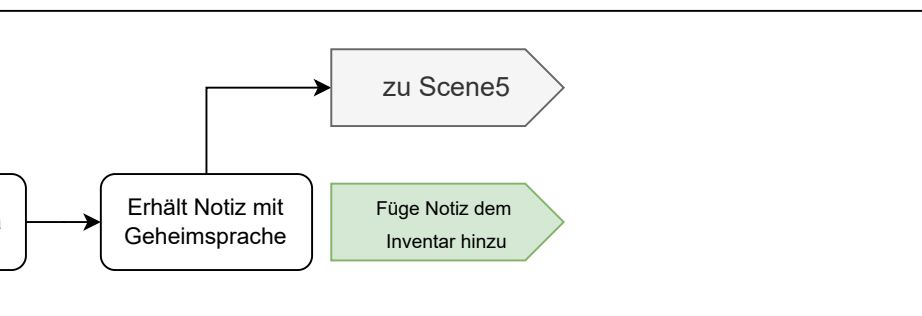 zu Scene5
Erhält Notiz mit
Geheimsprache
Füge Notiz dem
Inventar hinzu